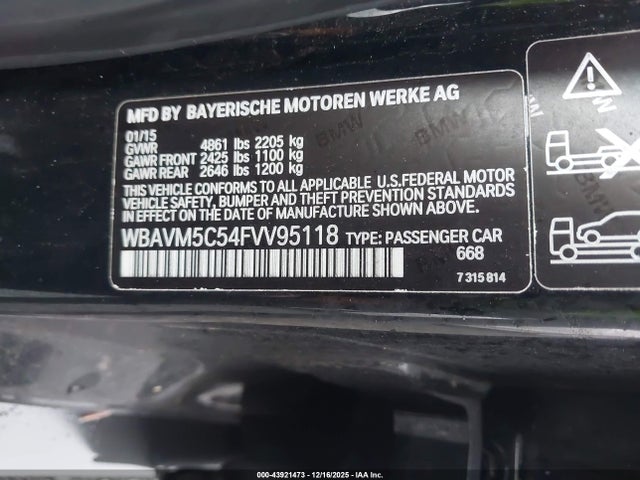 MFD BY BAYERISCHE MOTOREN WERKE AG
01/15
GVWR 4861 lbs 2205 kg
GAWR FRONT 2425 lbs 1100 kg
GAWR REAR 2646 lbs 1200 kg
THIS VEHICLE CONFORMS TO ALL APPLICABLE U.S.FEDERAL MOTOR
VEHICLE SAFETY, BUMPER, AND THEFT PREVENTION STANDARDS
IN EFFECT ON THE DATE OF MANUFACTURE SHOWN ABOVE.
WBAVM5C54FVV95118 TYPE: PASSENGER CAR
668
7 315 814
BMW
000-43921473 - 12/16/2025 - IAA Inc.